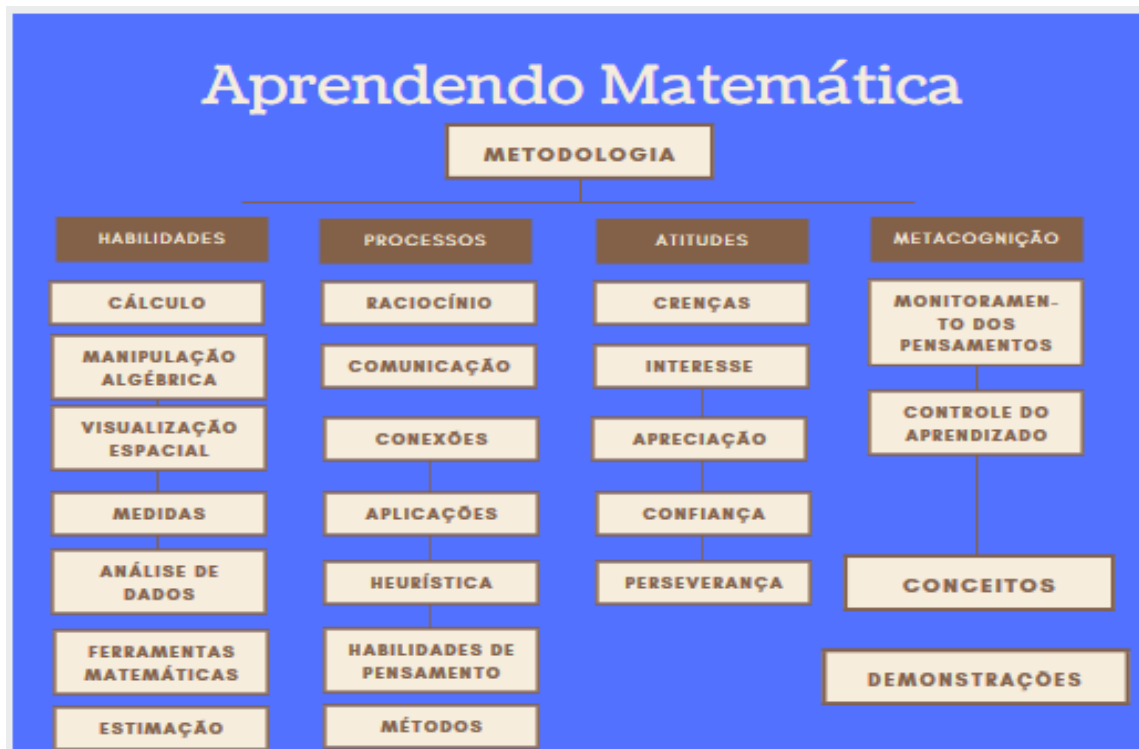 Aprendendo Matemática
METODOLOGIA
HABILIDADES
CÁLCULO
MANIPULAÇÃO
ALGÉBRICA
VISUALIZAÇÃO
ESPACIAL
MEDIDAS
ANÁLISE DE
DADOS
FERRAMENTAS
MATEMÁTICAS
ESTIMAÇÃO
PROCESSOS
RACIOCÍNIO
COMUNICAÇÃO
CONEXÕES
APLICAÇÕES
HEURÍSTICA
HABILIDADES DE
PENSAMENTO
MÉTODOS
ATITUDES
CRENÇAS
INTERESSE
APRECIAÇÃO
CONFIANÇA
PERSEVERANÇA
METACOGNIÇÃO
MONITORAMEN-
TO DOS
PENSAMENTOS
CONTROLE DO
APRENDIZADO
CONCEITOS
DEMONSTRAÇÕES